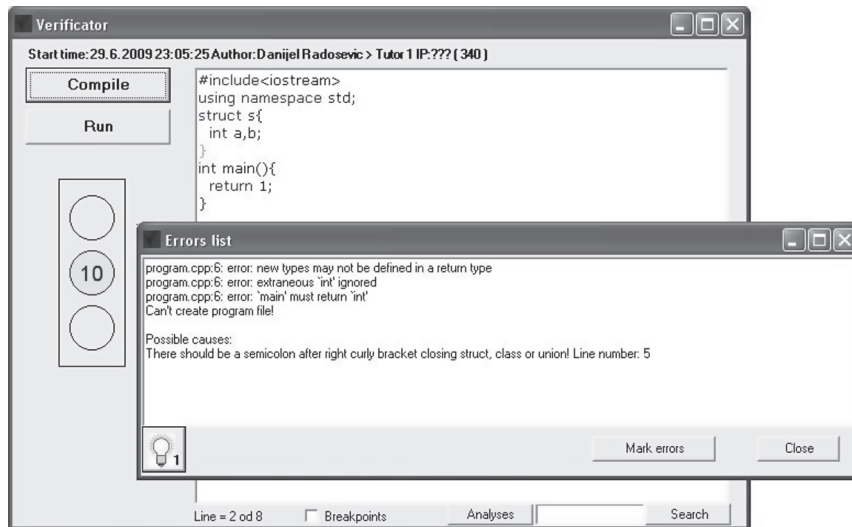 Verificator
Start time:29.6.2009 23:05:25 Author:Danijel Radosevic > Tutor 1 IP:??? ( 340 )
Compile
Run
#include<iostream>
using namespace std;
struct s{
int a,b;
}
int main(){
return 1;
}
10
Errors list
program.cpp:6: error: new types may not be defined in a return type
program.cpp:6: error: extraneous `int' ignored
program.cpp:6: error: `main' must return `int'
Can't create program file!
Possible causes:
There should be a semicolon after right curly bracket closing struct, class or union! Line number: 5
1
Mark errors
Close
Line = 2 od 8
Breakpoints
Analyses
Search